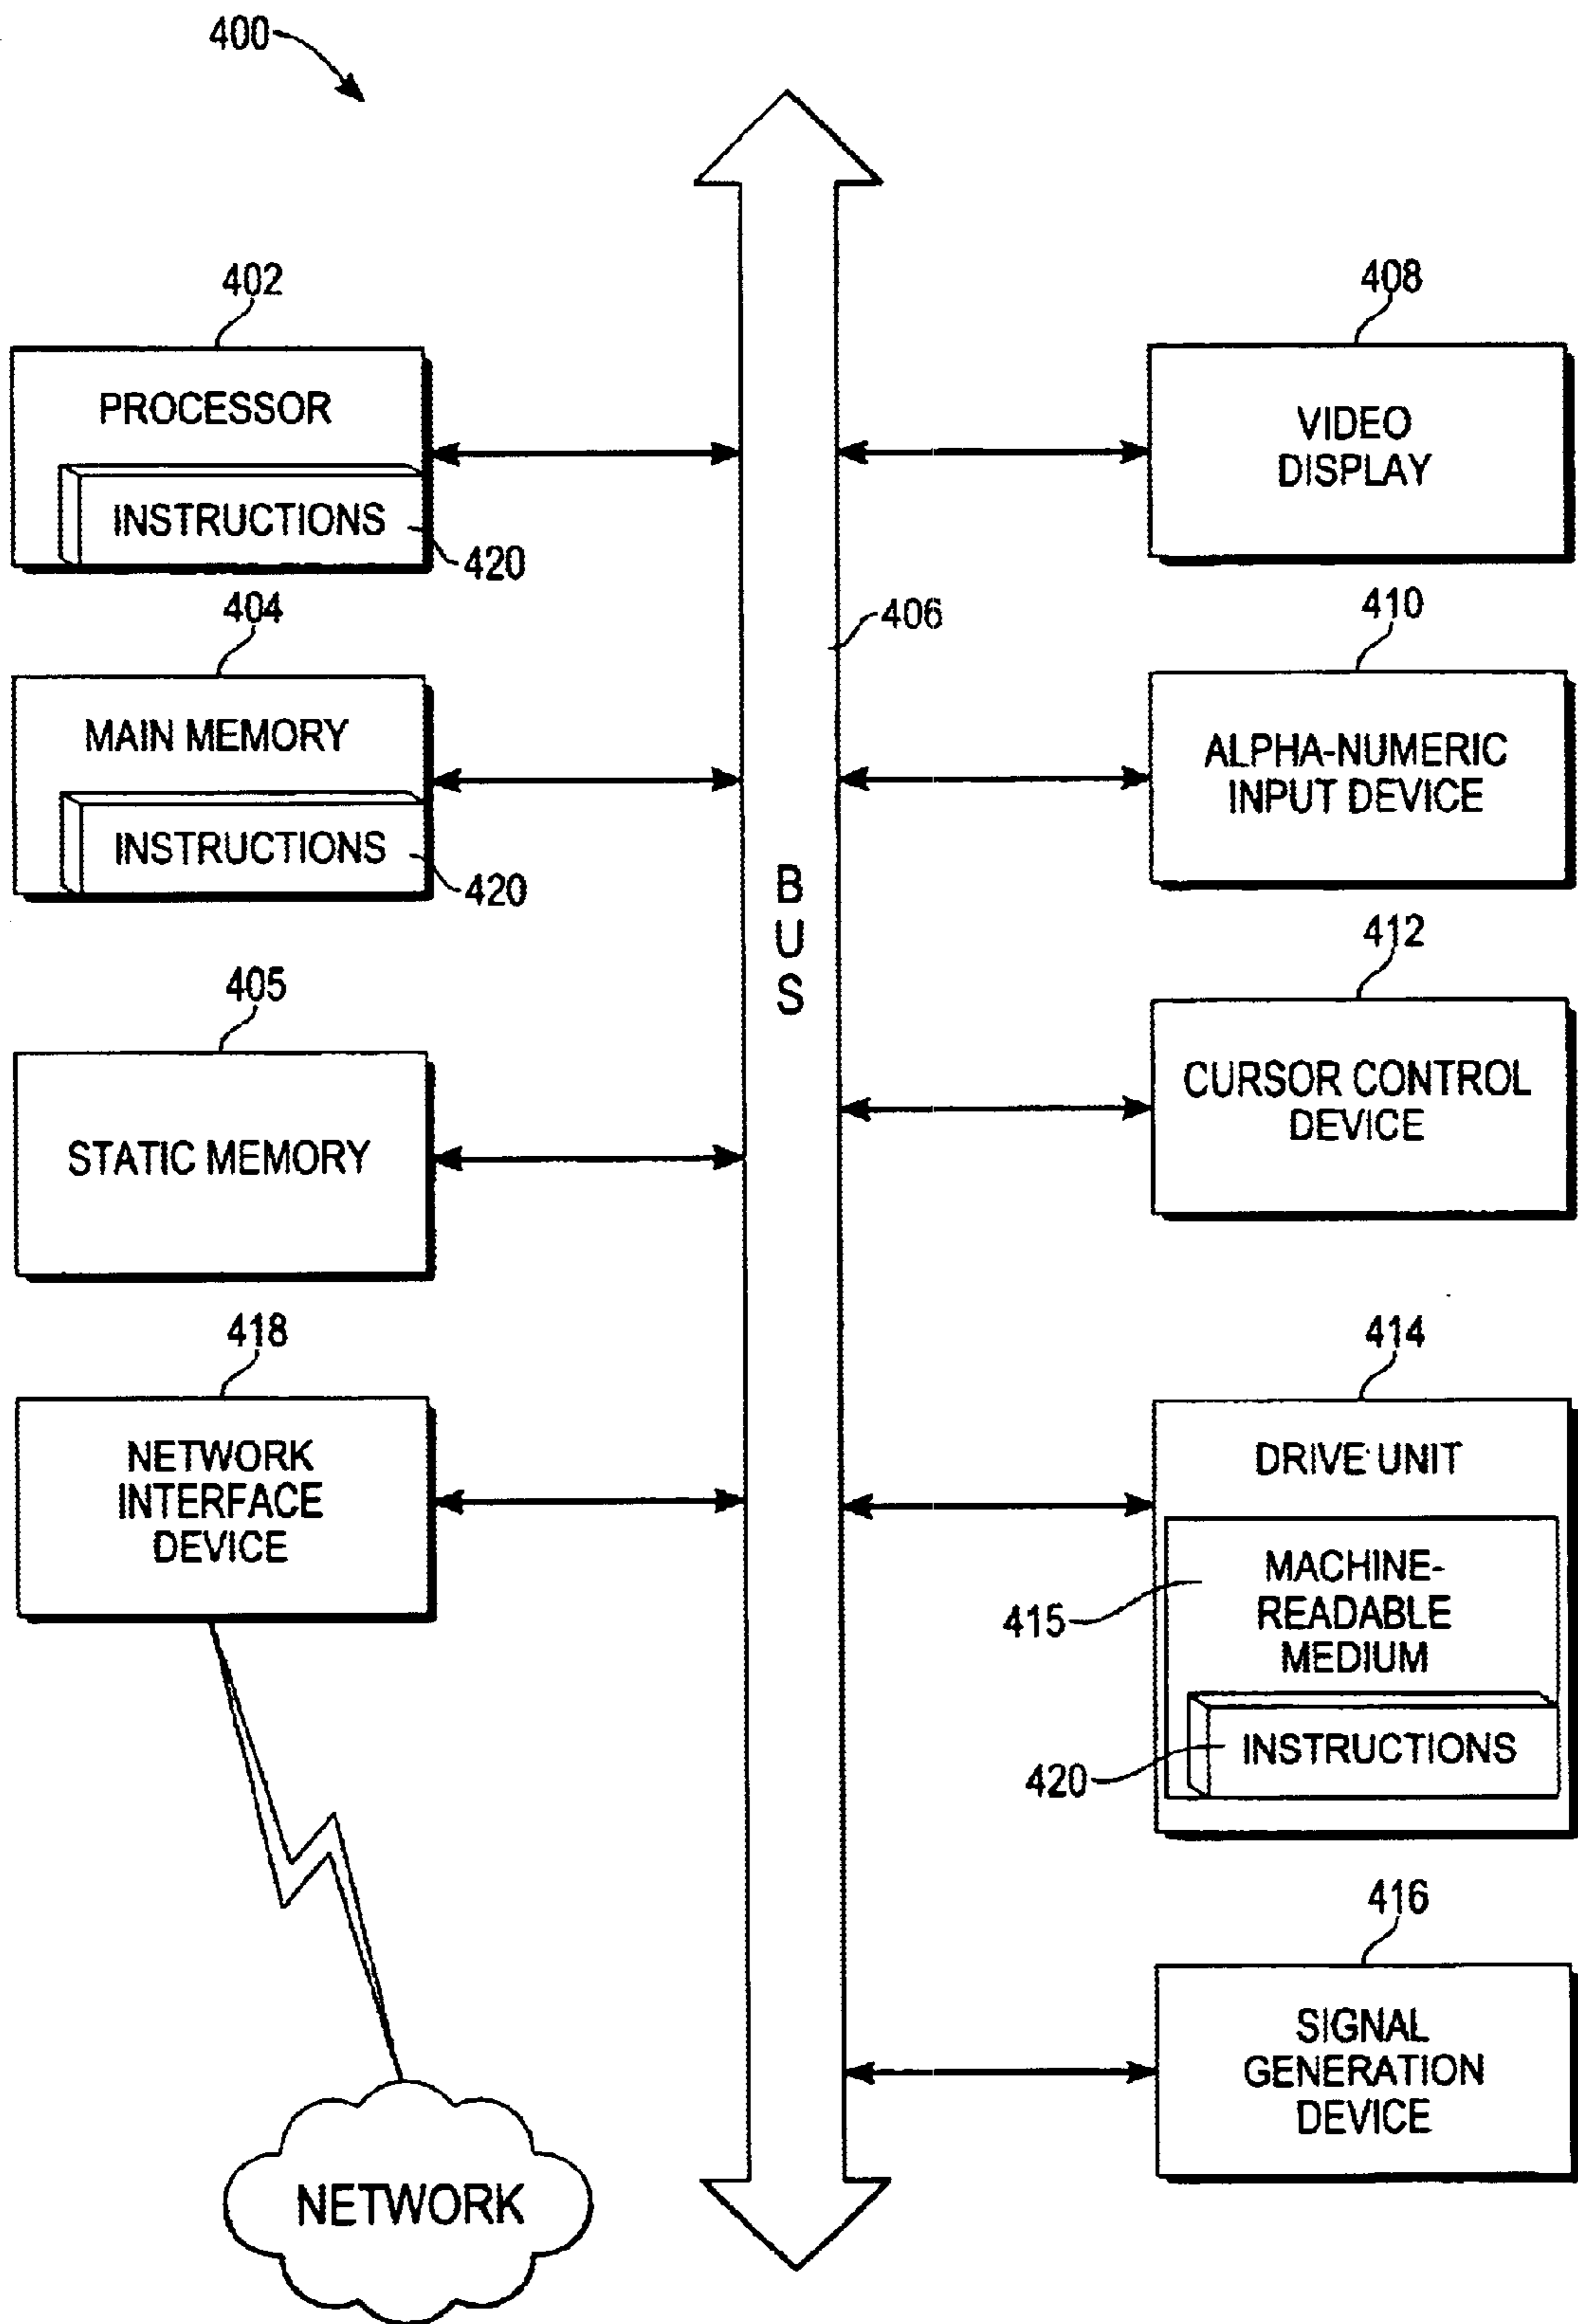 400
402
PROCESSOR
INSTRUCTIONS
420
404
MAIN MEMORY
INSTRUCTIONS
420
405
STATIC MEMORY
418
NETWORK
INTERFACE
DEVICE
NETWORK
406
BUS
408
VIDEO
DISPLAY
410
ALPHA-NUMERIC
INPUT DEVICE
412
CURSOR CONTROL
DEVICE
414
DRIVE UNIT
415
MACHINE-
READABLE
MEDIUM
420
INSTRUCTIONS
416
SIGNAL
GENERATION
DEVICE